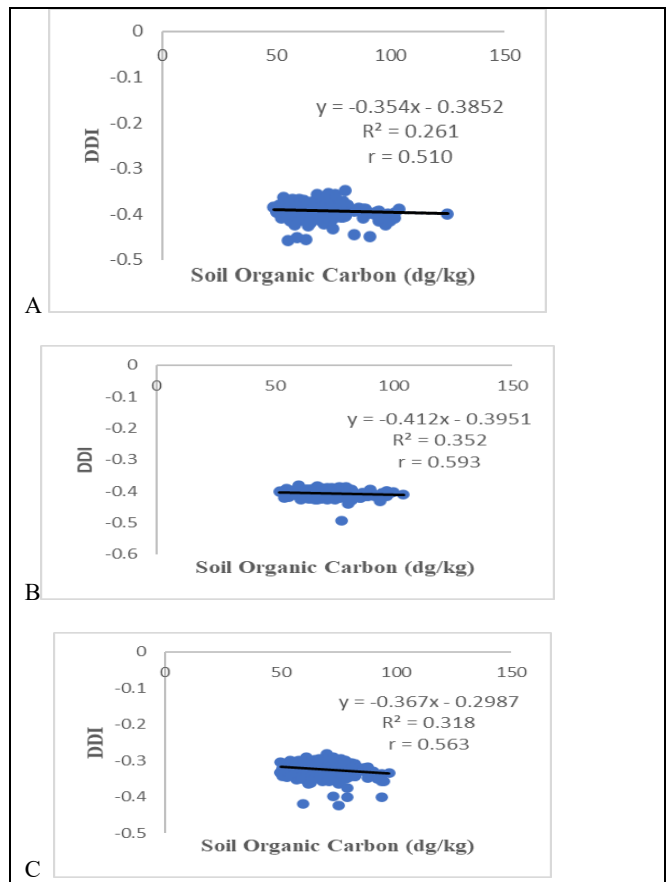 0
0 50 100 150
-0.1
y = -0.354x - 0.3852
-0.2
R² = 0.261
DDI
r = 0.510
-0.3
-0.4
-0.5
Soil Organic Carbon (dg/kg)
A
0
0 50 100 150
-0.1
y = -0.412x - 0.3951
-0.2
R² = 0.352
DDI
-0.3
r = 0.593
-0.4
-0.5
-0.6
Soil Organic Carbon (dg/kg)
B
0
0 50 100 150
-0.1
y = -0.367x - 0.2987
-0.2
R² = 0.318
DDI
r = 0.563
-0.3
-0.4
-0.5
Soil Organic Carbon (dg/kg)
C